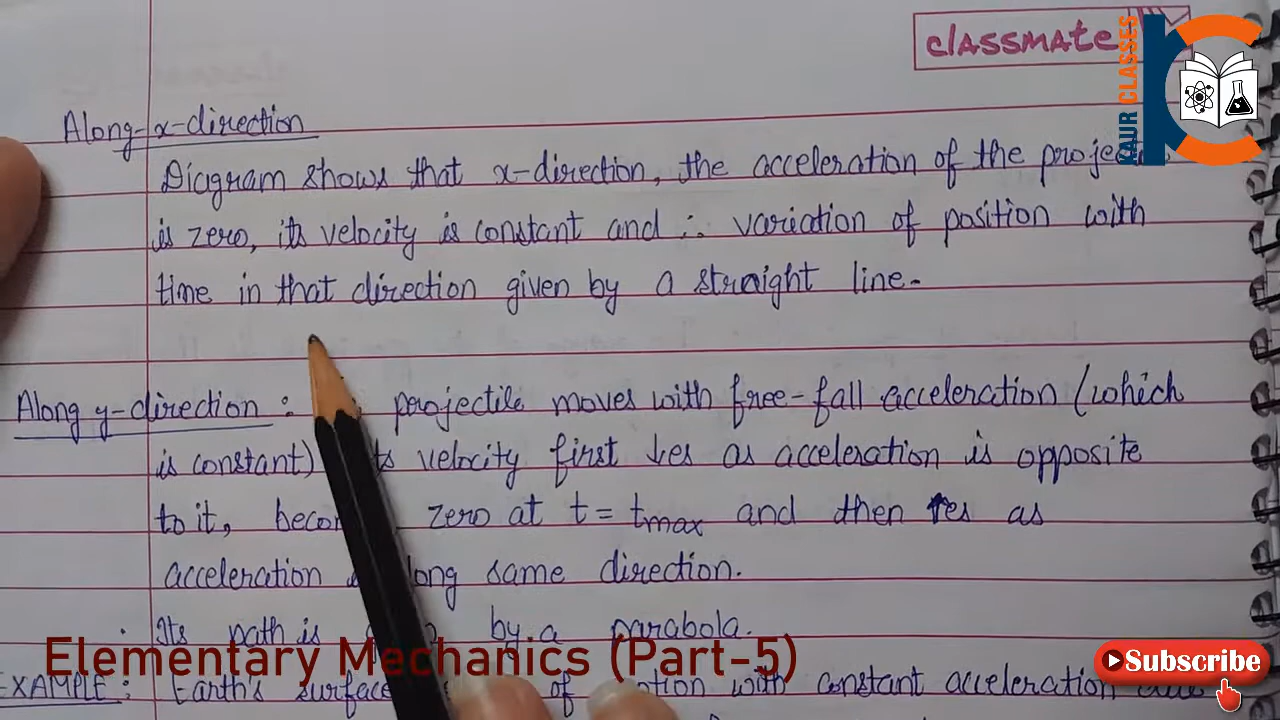 classmate
KAUR CLASSES
Along x-direction
Diagram shows that x-direction, the acceleration of the
is zero, its velocity is constant and ∴ variation of position with
time in that direction given by a straight line.
Along y-direction : projectile moves with free-fall acceleration (which
is constant) velocity first ↓es as acceleration is opposite
to it, zero at t = tmax and then ↑es as
acceleration along same direction.
Its path is by a parabola.
Elementary Mechanics (Part-5)
Subscribe
EXAMPLE : Earth's surface of with constant acceleration